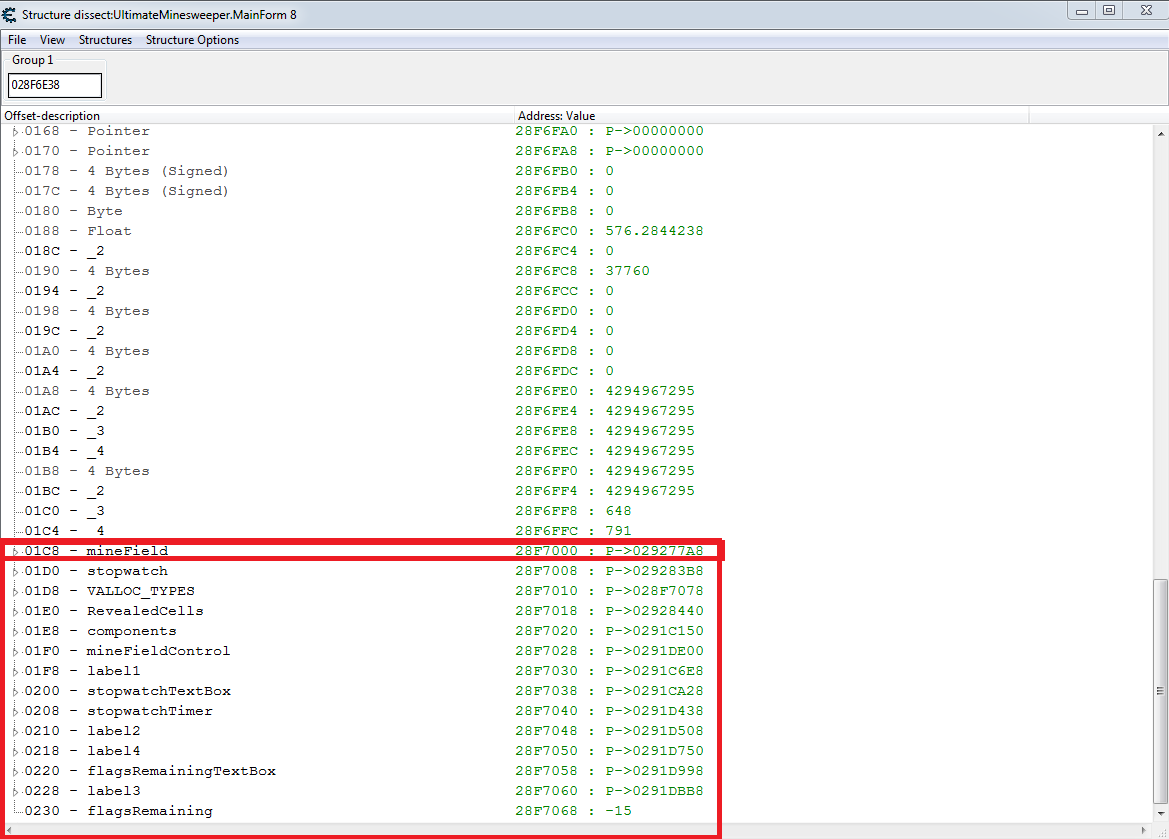 Structure dissect:UltimateMinesweeper.MainForm 8
File View Structures Structure Options
Group 1
028F6E38
Offset-description Address: Value
0168 - Pointer 28F6FA0 : P->00000000
0170 - Pointer 28F6FA8 : P->00000000
0178 - 4 Bytes (Signed) 28F6FB0 : 0
017C - 4 Bytes (Signed) 28F6FB4 : 0
0180 - Byte 28F6FB8 : 0
0188 - Float 28F6FC0 : 576.2844238
018C - _2 28F6FC4 : 0
0190 - 4 Bytes 28F6FC8 : 37760
0194 - _2 28F6FCC : 0
0198 - 4 Bytes 28F6FD0 : 0
019C - _2 28F6FD4 : 0
01A0 - 4 Bytes 28F6FD8 : 0
01A4 - _2 28F6FDC : 0
01A8 - 4 Bytes 28F6FE0 : 4294967295
01AC - _2 28F6FE4 : 4294967295
01B0 - _3 28F6FE8 : 4294967295
01B4 - _4 28F6FEC : 4294967295
01B8 - 4 Bytes 28F6FF0 : 4294967295
01BC - _2 28F6FF4 : 4294967295
01C0 - _3 28F6FF8 : 648
01C4 - _4 28F6FFC : 791
01C8 - mineField 28F7000 : P->029277A8
01D0 - stopwatch 28F7008 : P->029283B8
01D8 - VALLOC_TYPES 28F7010 : P->028F7078
01E0 - RevealedCells 28F7018 : P->02928440
01E8 - components 28F7020 : P->0291C150
01F0 - mineFieldControl 28F7028 : P->0291DE00
01F8 - label1 28F7030 : P->0291C6E8
0200 - stopwatchTextBox 28F7038 : P->0291CA28
0208 - stopwatchTimer 28F7040 : P->0291D438
0210 - label2 28F7048 : P->0291D508
0218 - label4 28F7050 : P->0291D750
0220 - flagsRemainingTextBox 28F7058 : P->0291D998
0228 - label3 28F7060 : P->0291DBB8
0230 - flagsRemaining 28F7068 : -15